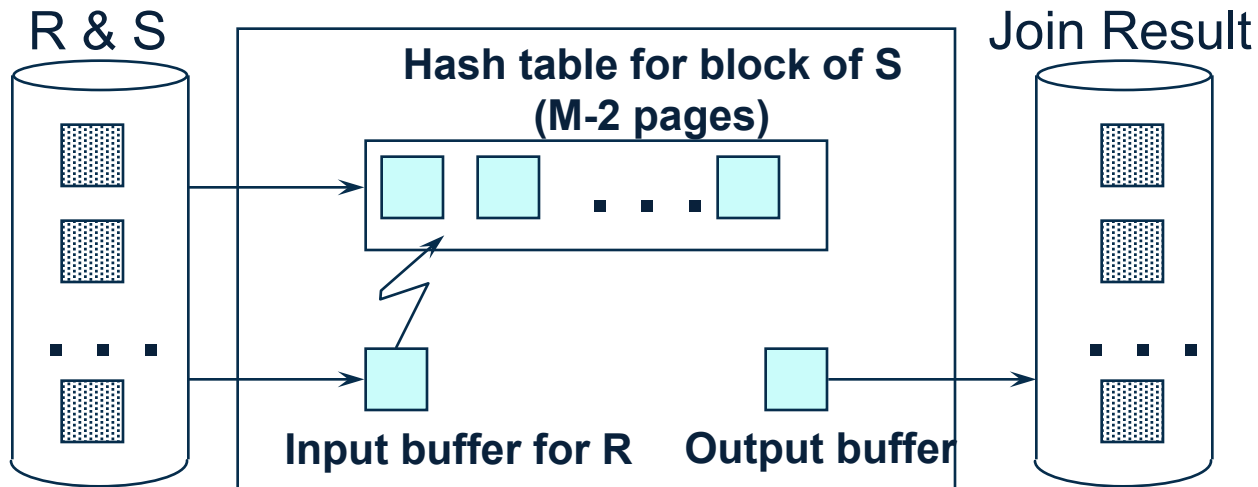 R & S
Join Result
Hash table for block of S
(M-2 pages)
. . .
. . .
. . .
Input buffer for R
Output buffer